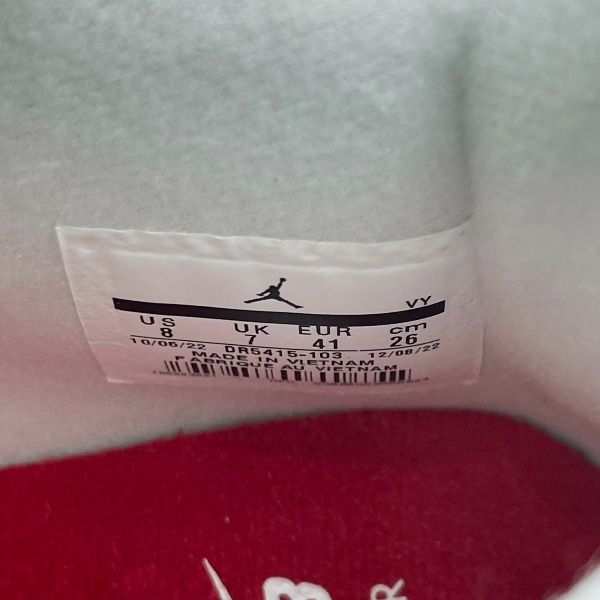 VY
US UK EUR cm
8 7 41 26
10/05/22 DR5415-103 12/08/22
MADE IN VIETNAM
FABRIQUE AU VIETNAM
R